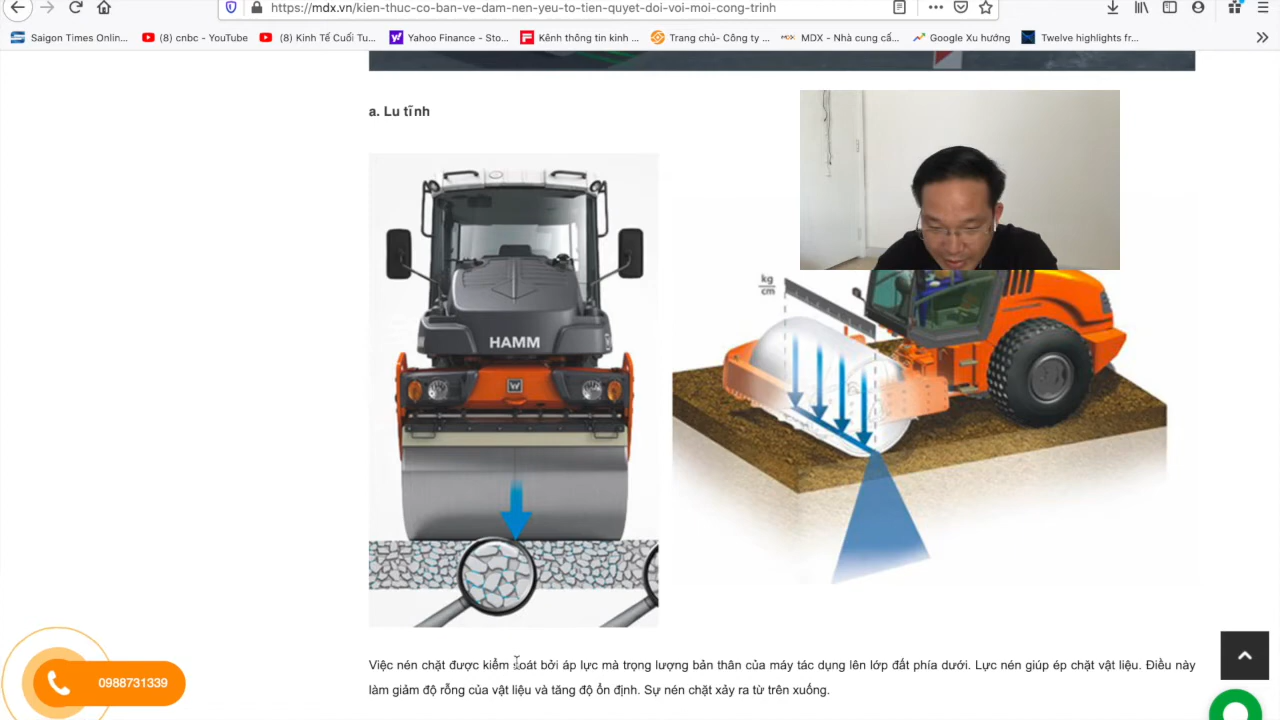 https://mdx.vn/kien-thuc-co-ban-ve-dam-nen-yeu-to-tien-quyet-doi-voi-moi-cong-trinh
Saigon Times Onlin... (8) cnbc - YouTube (8) Kinh Tế Cuối Tu... Yahoo Finance - Sto... Kênh thông tin kinh ... Trang chủ- Công ty ... MDX - Nhà cung cấ... Google Xu hướng Twelve highlights fr...
a. Lu tĩnh
kg
cm
HAMM
Việc nén chặt được kiểm soát bởi áp lực mà trọng lượng bản thân của máy tác dụng lên lớp đất phía dưới. Lực nén giúp ép chặt vật liệu. Điều này
làm giảm độ rỗng của vật liệu và tăng độ ổn định. Sự nén chặt xảy ra từ trên xuống.
0988731339